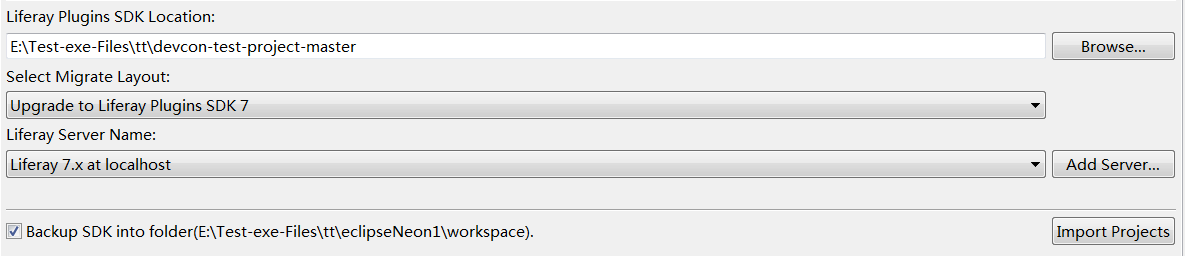 Liferay Plugins SDK Location:
E:\Test-exe-Files\tt\devcon-test-project-master
Browse...
Select Migrate Layout:
Upgrade to Liferay Plugins SDK 7
Liferay Server Name:
Liferay 7.x at localhost
Add Server...
Backup SDK into folder(E:\Test-exe-Files\tt\eclipseNeon1\workspace).
Import Projects